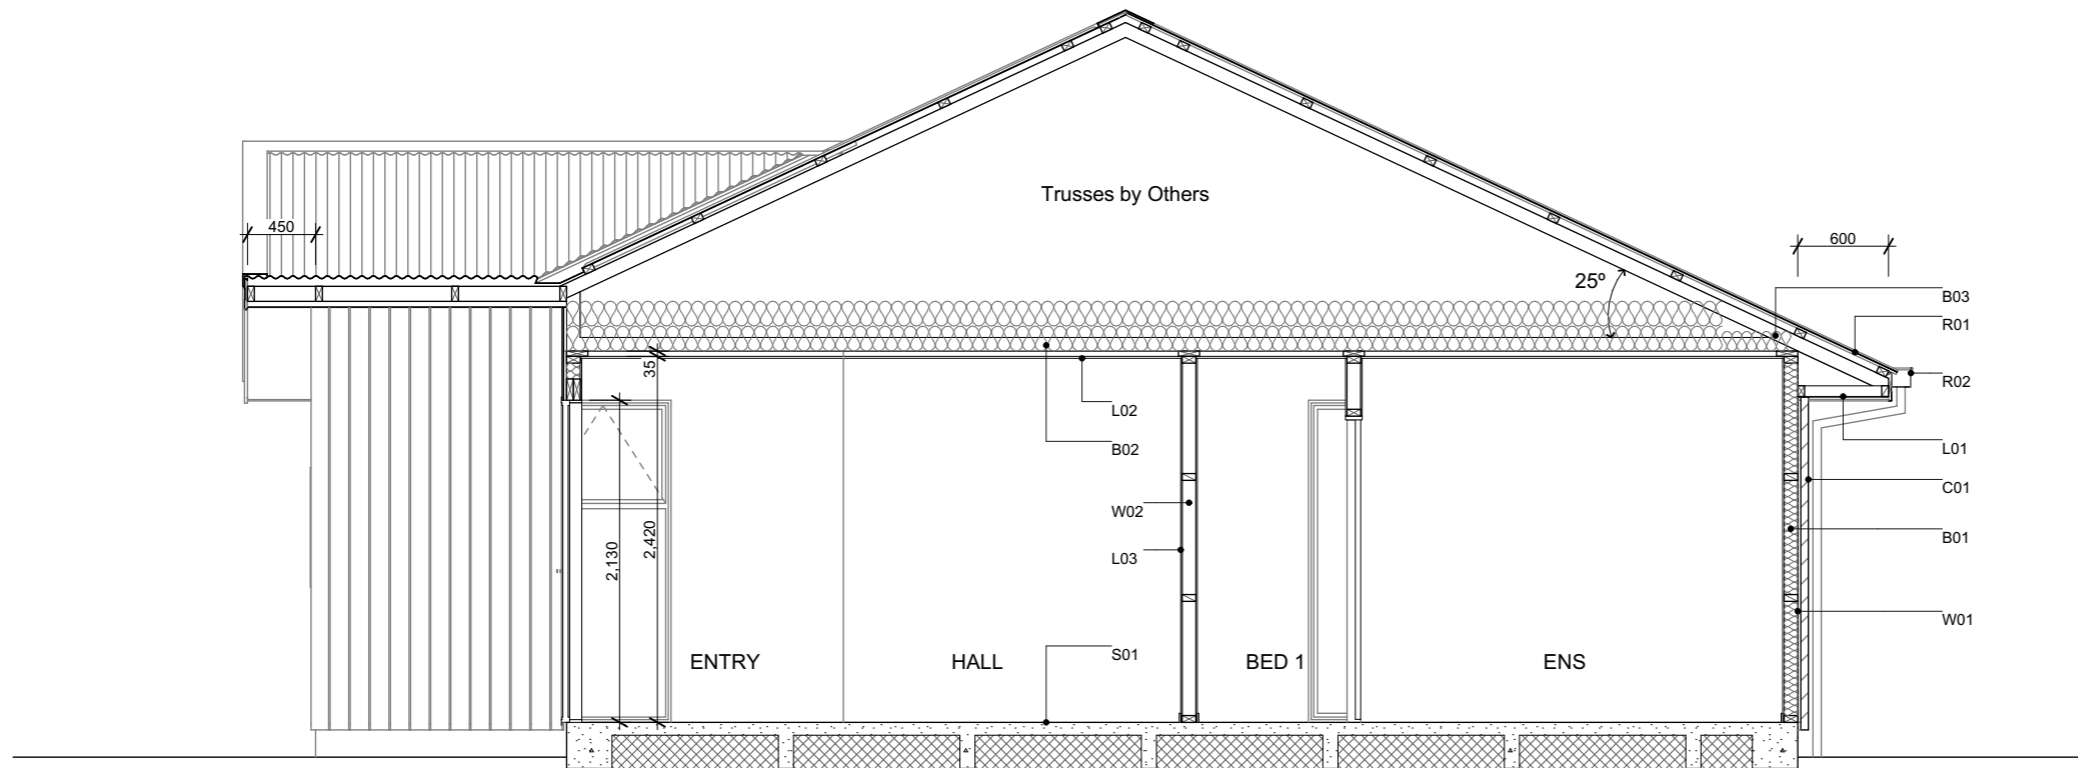 Trusses by Others
450
600
25º
B03
R01
R02
35
L02
B02
L01
C01
W02
2,130
2,420
B01
L03
W01
ENTRY
HALL
S01
BED 1
ENS